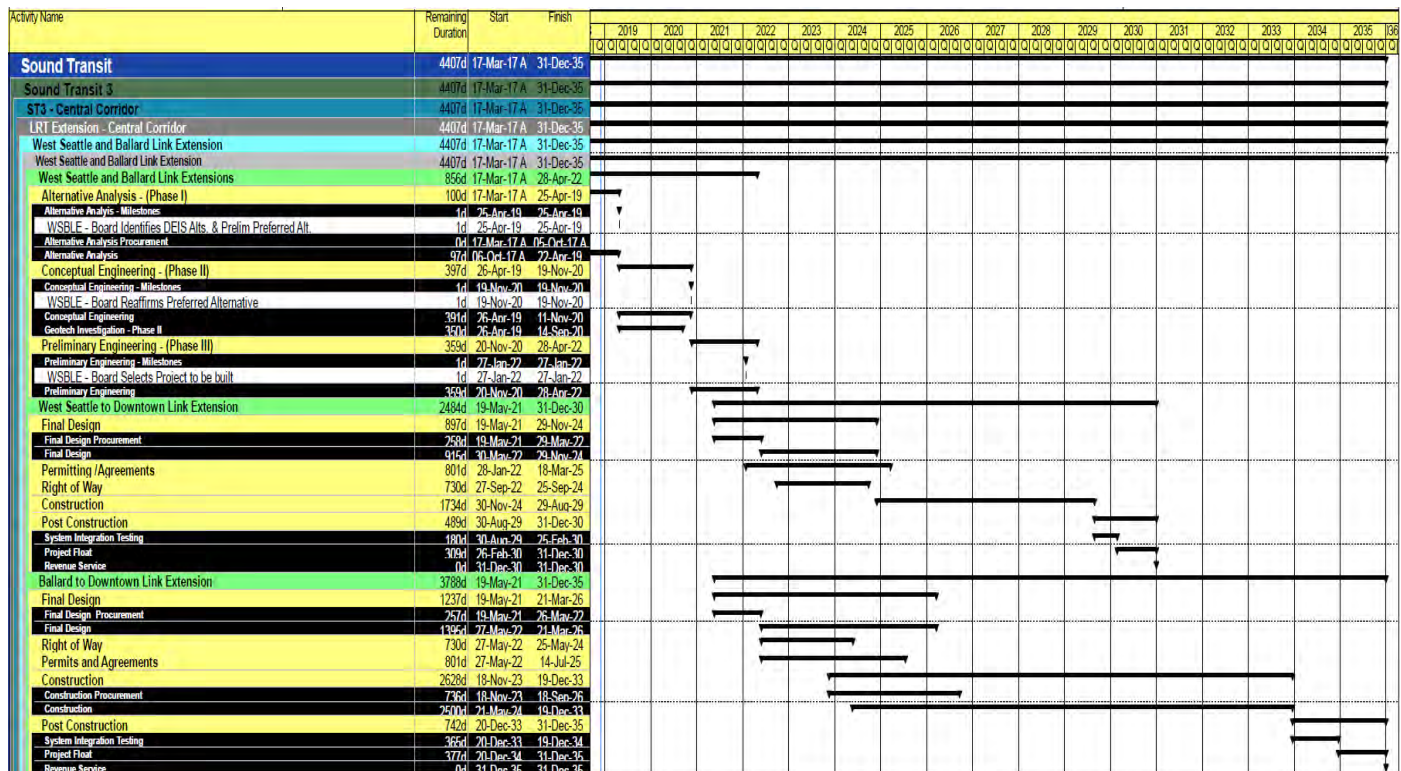 Activity Name Remaining Duration Start Finish
2019 2020 2021 2022 2023 2024 2025 2026 2027 2028 2029 2030 2031 2032 2033 2034 2035 036
Q Q Q Q Q Q Q Q Q Q Q Q Q Q Q Q Q Q Q Q Q Q Q Q Q Q Q Q Q Q Q Q Q Q Q Q Q Q Q Q Q Q Q Q Q Q Q Q Q Q Q Q Q Q Q Q Q Q Q Q Q Q Q Q Q Q Q Q Q Q
Sound Transit 4407d 17-Mar-17 A 31-Dec-35
Sound Transit 3 4407d 17-Mar-17 A 31-Dec-35
ST3 - Central Corridor 4407d 17-Mar-17 A 31-Dec-35
LRT Extension - Central Corridor 4407d 17-Mar-17 A 31-Dec-35
West Seattle and Ballard Link Extension 4407d 17-Mar-17 A 31-Dec-35
West Seattle and Ballard Link Extension 4407d 17-Mar-17 A 31-Dec-35
West Seattle and Ballard Link Extensions 856d 17-Mar-17 A 28-Apr-22
Alternative Analysis - (Phase I) 100d 17-Mar-17 A 25-Apr-19
Alternative Analyis - Milestones 1d 25-Apr-19 25-Apr-19
WSBLE - Board Identifies DEIS Alts. & Prelim Preferred Alt. 1d 25-Apr-19 25-Apr-19
Alternative Analysis Procurement 0d 17-Mar-17 A 05-Oct-17 A
Alternative Analysis 97d 06-Oct-17 A 22-Apr-19
Conceptual Engineering - (Phase II) 397d 26-Apr-19 19-Nov-20
Conceptual Engineering - Milestones 1d 19-Nov-20 19-Nov-20
WSBLE - Board Reaffirms Preferred Alternative 1d 19-Nov-20 19-Nov-20
Conceptual Engineering 391d 26-Apr-19 11-Nov-20
Geotech Investigation - Phase II 350d 26-Apr-19 14-Sep-20
Preliminary Engineering - (Phase III) 359d 20-Nov-20 28-Apr-22
Preliminary Engineering - Milestones 1d 27-Jan-22 27-Jan-22
WSBLE - Board Selects Project to be built 1d 27-Jan-22 27-Jan-22
Preliminary Engineering 359d 20-Nov-20 28-Apr-22
West Seattle to Downtown Link Extension 2484d 19-May-21 31-Dec-30
Final Design 897d 19-May-21 29-Nov-24
Final Design Procurement 258d 19-May-21 29-May-22
Final Design 915d 30-May-22 29-Nov-24
Permitting /Agreements 801d 28-Jan-22 18-Mar-25
Right of Way 730d 27-Sep-22 25-Sep-24
Construction 1734d 30-Nov-24 29-Aug-29
Post Construction 489d 30-Aug-29 31-Dec-30
System Integration Testing 180d 30-Aug-29 25-Feb-30
Project Float 309d 26-Feb-30 31-Dec-30
Revenue Service 0d 31-Dec-30 31-Dec-30
Ballard to Downtown Link Extension 3788d 19-May-21 31-Dec-35
Final Design 1237d 19-May-21 21-Mar-26
Final Design Procurement 257d 19-May-21 26-May-22
Final Design 1395d 27-May-22 21-Mar-26
Right of Way 730d 27-May-22 25-May-24
Permits and Agreements 801d 27-May-22 14-Jul-25
Construction 2628d 18-Nov-23 19-Dec-33
Construction Procurement 736d 18-Nov-23 18-Sep-26
Construction 2500d 21-May-24 19-Dec-33
Post Construction 742d 20-Dec-33 31-Dec-35
System Integration Testing 365d 20-Dec-33 19-Dec-34
Project Float 377d 20-Dec-34 31-Dec-35
Revenue Service 0d 31-Dec-35 31-Dec-35